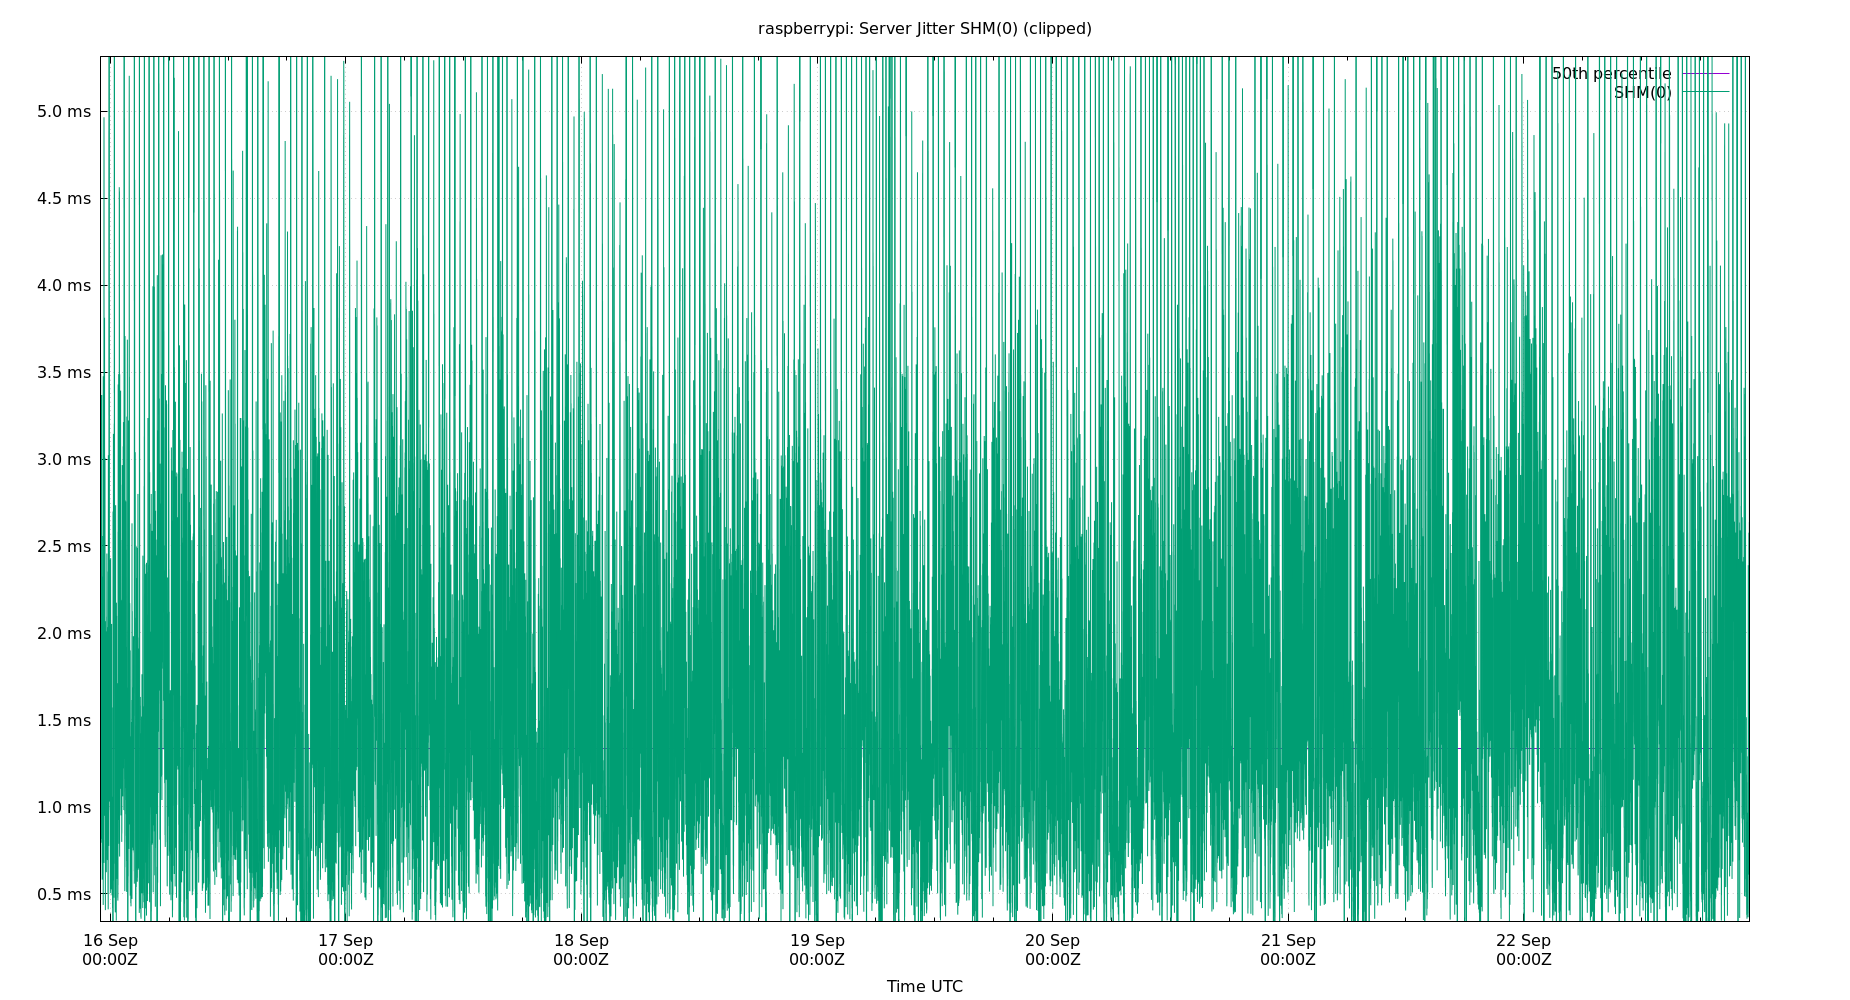 raspberrypi: Server Jitter SHM(0) (clipped)
50th percentile
SHM(0)
5.0 ms
4.5 ms
4.0 ms
3.5 ms
3.0 ms
2.5 ms
2.0 ms
1.5 ms
1.0 ms
0.5 ms
16 Sep 17 Sep 18 Sep 19 Sep 20 Sep 21 Sep 22 Sep
00:00Z 00:00Z 00:00Z 00:00Z 00:00Z 00:00Z 00:00Z
Time UTC